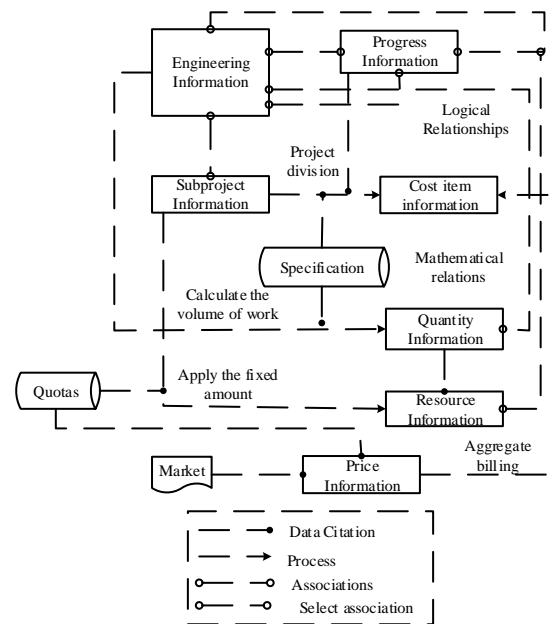 Engineering
Information
Progress
Information
Logical
Relationships
Project
division
Subproject
Information
Cost item
information
Specification
Mathematical
relations
Calculate the
volume of work
Quantity
Information
Quotas
Apply the fixed
amount
Resource
Information
Aggregate
billing
Market
Price
Information
Data Citation
Process
Associations
Select association